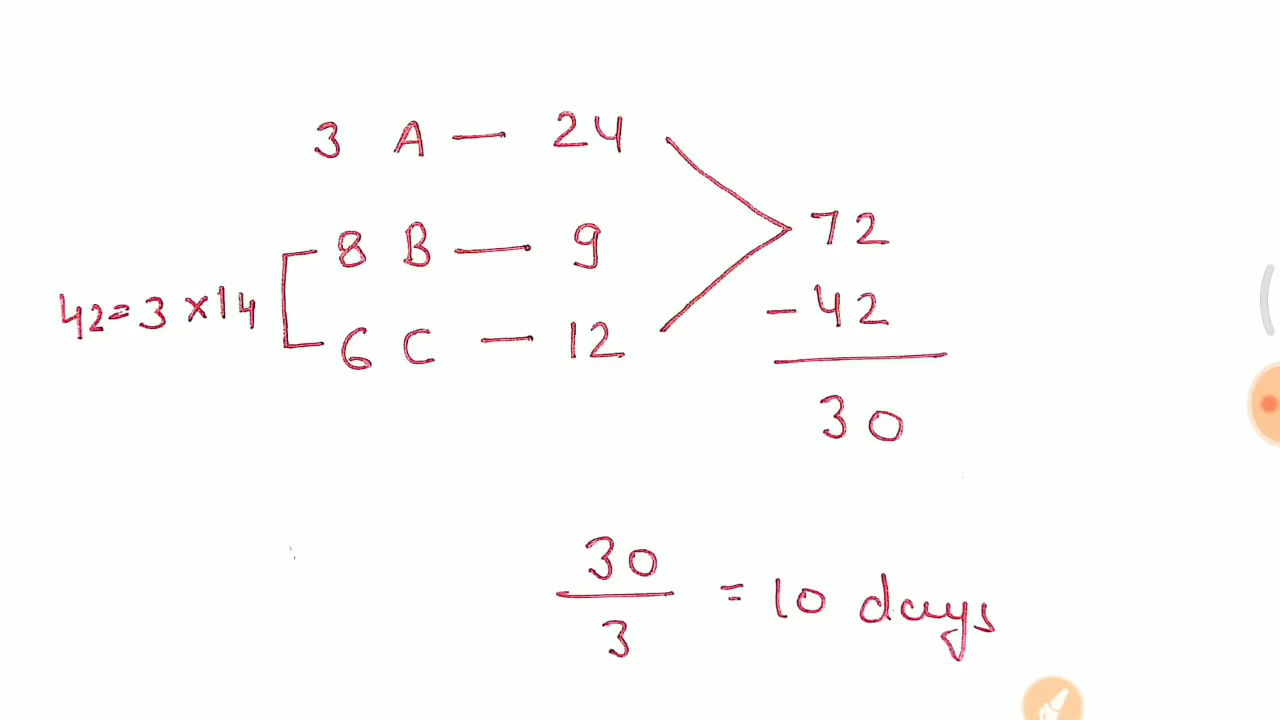 3 A — 24
8 B — 9
42 = 3 × 14
6 C — 12
72
- 42
30
30
3
= 10 days